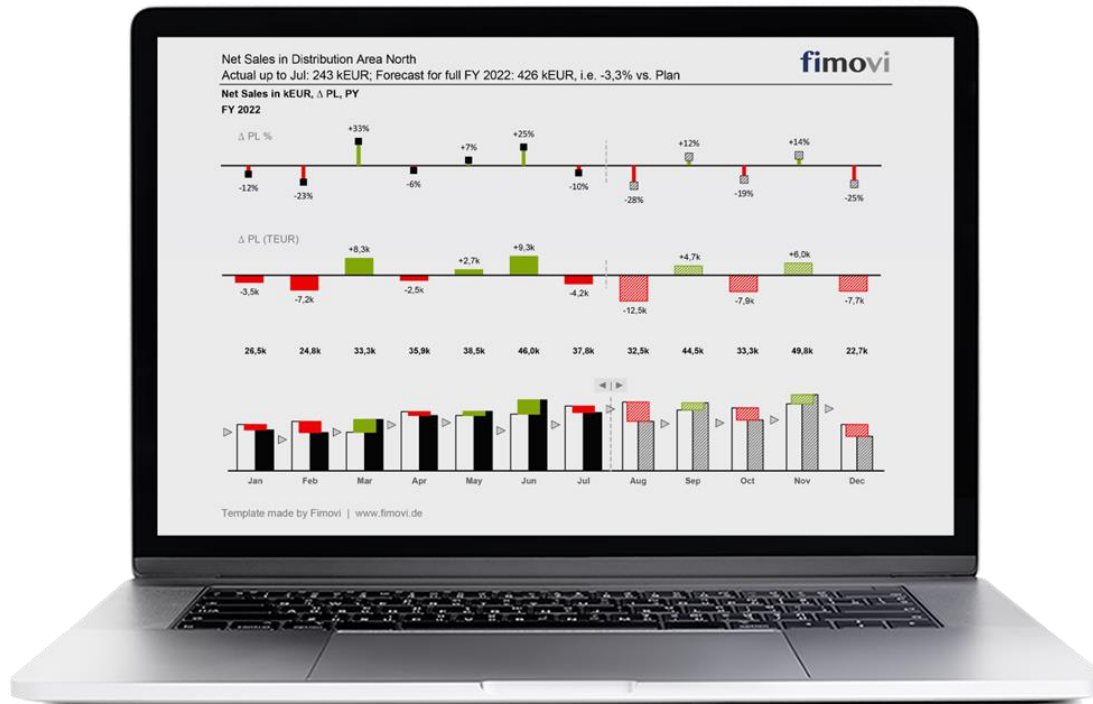 fimovi
Net Sales in Distribution Area North
Actual up to Jul: 243 kEUR; Forecast for full FY 2022: 426 kEUR, i.e. -3,3% vs. Plan
Net Sales in kEUR, Δ PL, PY
FY 2022
Δ PL %
+33% +7% +25% +12% +14%
-12% -23% -6% -10% -28% -19% -25%
Δ PL (TEUR)
+8,3k +2,7k +9,3k +4,7k +6,0k
-3,5k -7,2k -2,5k -4,2k -12,5k -7,9k -7,7k
26,5k 24,8k 33,3k 35,9k 38,5k 46,0k 37,8k 32,5k 44,5k 33,3k 49,8k 22,7k
Jan Feb Mar Apr May Jun Jul Aug Sep Oct Nov Dec
Template made by Fimovi | www.fimovi.de